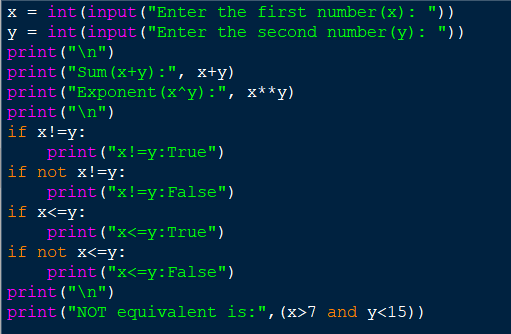 x = int(input("Enter the first number(x): "))
y = int(input("Enter the second number(y): "))
print("\n")
print("Sum(x+y):", x+y)
print("Exponent(x^y):", x**y)
print("\n")
if x!=y:
    print("x!=y:True")
if not x!=y:
    print("x!=y:False")
if x<=y:
    print("x<=y:True")
if not x<=y:
    print("x<=y:False")
print("\n")
print("NOT equivalent is:",(x>7 and y<15))